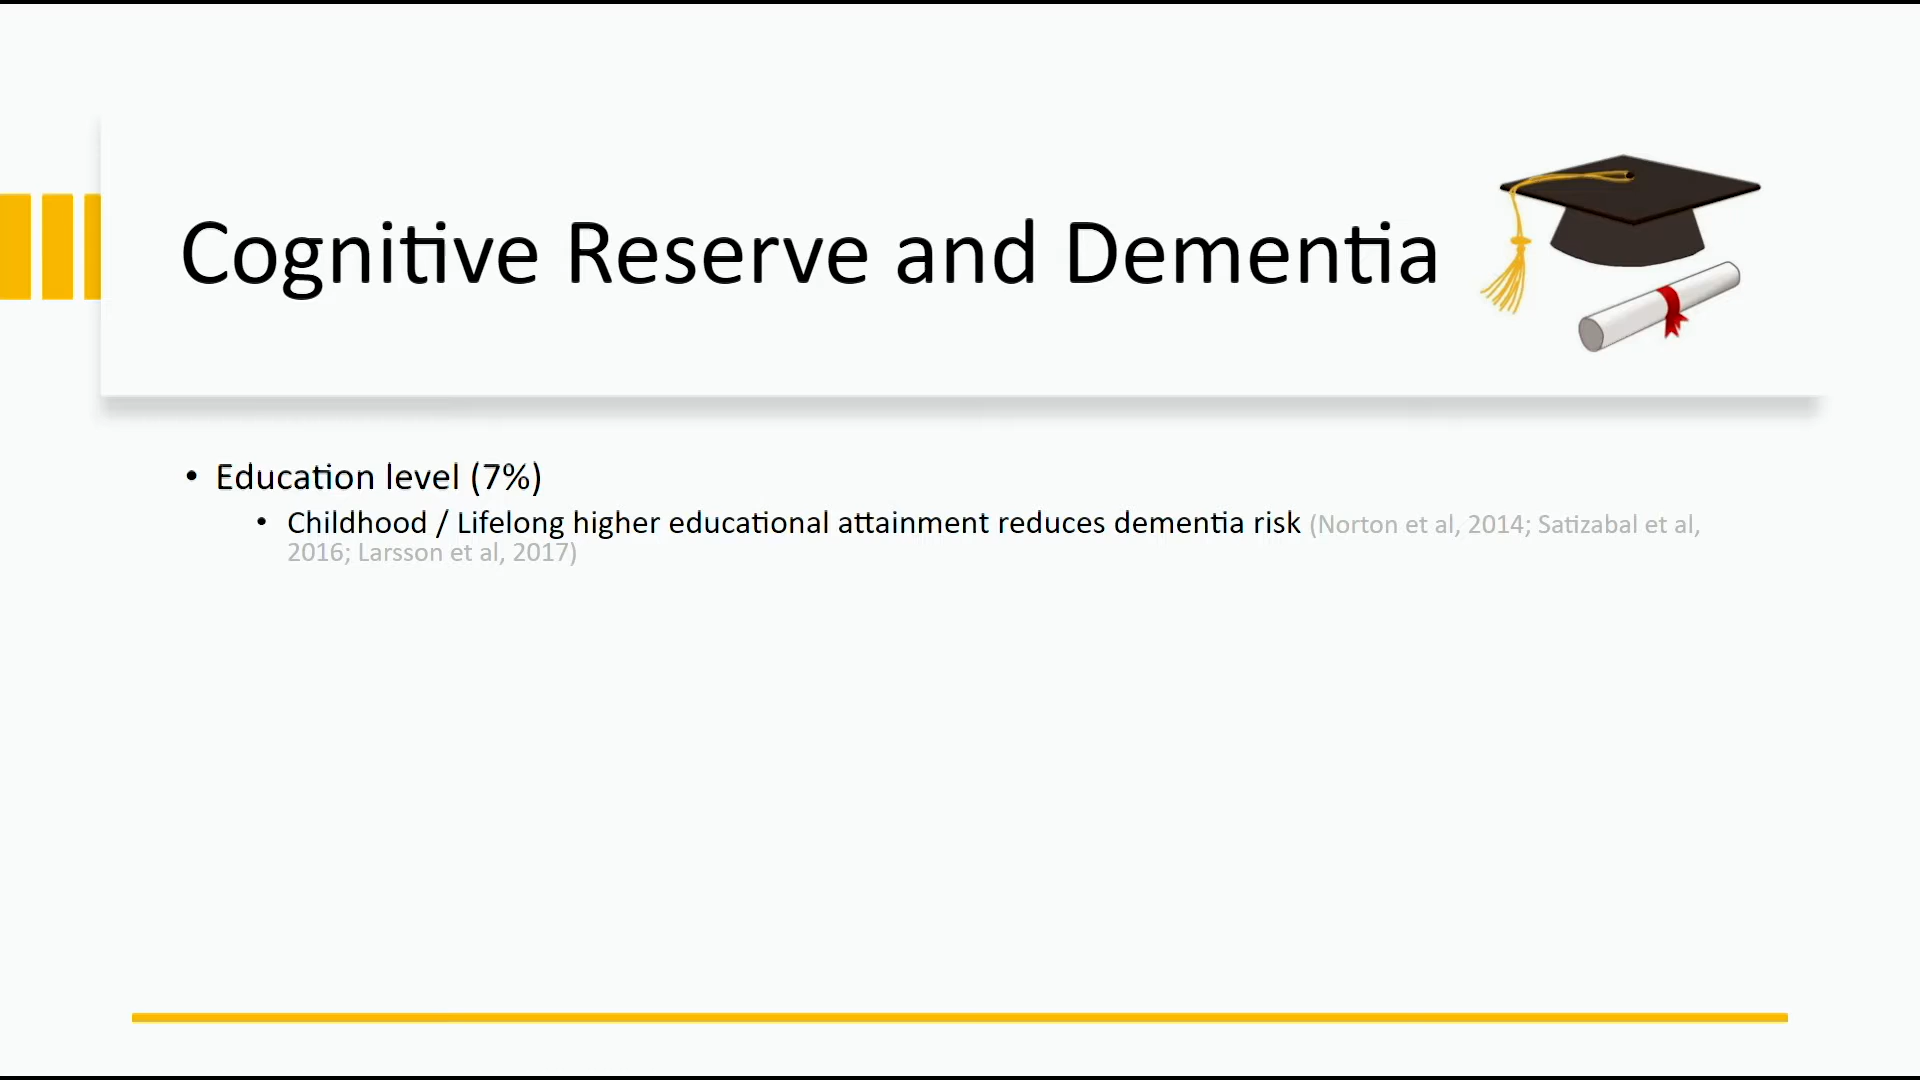 Cognitive Reserve and Dementia
• Education level (7%)
• Childhood / Lifelong higher educational attainment reduces dementia risk (Norton et al, 2014; Satizabal et al,
2016; Larsson et al, 2017)